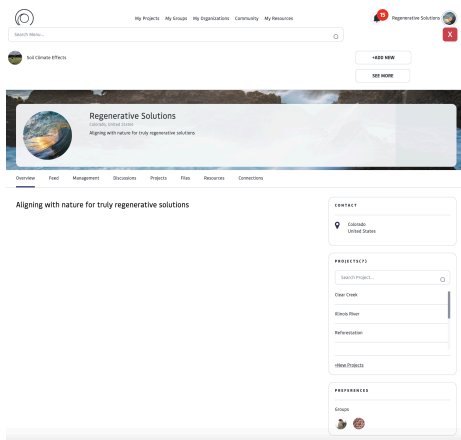 My Projects My Groups My Organizations Community My Resources
15
Regenerative Solutions
Search Menu...
X
Soil Climate Effects
+ADD NEW
SEE MORE
Regenerative Solutions
Colorado, United States
Aligning with nature for truly regenerative solutions
Overview Feed Management Discussions Projects Files Resources Connections
Aligning with nature for truly regenerative solutions
CONTACT
Colorado
United States
PROJECTS(7)
Search Project...
Clear Creek
Illinois River
Reforestation
+New Projects
PREFERENCES
Groups